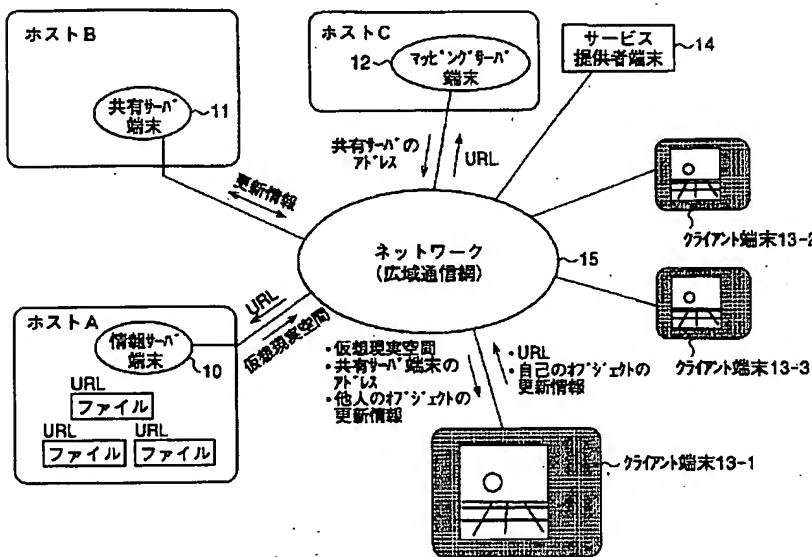 ホストB
共有サーバ
端末
11
ホストC
12
マッピングサーバ
端末
サービス
提供者端末
14
共有サーバの
アドレス
URL
更新情報
クライアント端末13-2
ネットワーク
(広域通信網)
15
クライアント端末13-3
URL
仮想現実空間
ホストA
情報サーバ
端末
10
URL
ファイル
URL
ファイル
URL
ファイル
・仮想現実空間
・共有サーバ端末の
アドレス
・他人のオブジェクトの
更新情報
・URL
・自己のオブジェクトの
更新情報
クライアント端末13-1